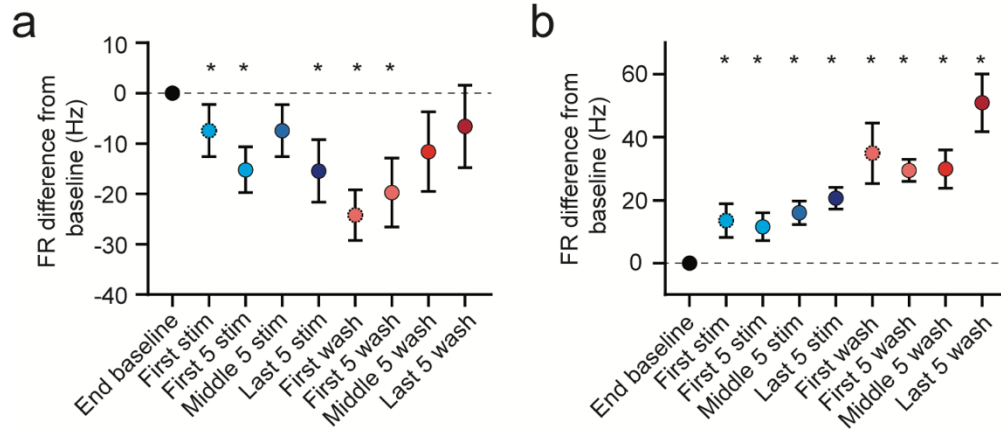 a
FR difference from
baseline (Hz)
10
0
-10
-20
-30
-40
* * * * *
End baseline
First stim
First 5 stim
Middle 5 stim
Last 5 stim
First wash
First 5 wash
Middle 5 wash
Last 5 wash
b
FR difference from
baseline (Hz)
60
40
20
0
* * * * * * * *
End baseline
First stim
First 5 stim
Middle 5 stim
Last 5 stim
First wash
First 5 wash
Middle 5 wash
Last 5 wash